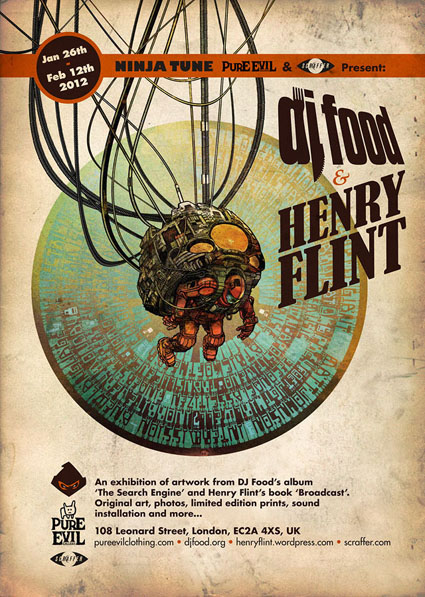 Jan 26th
-
Feb 12th
2012
NINJA TUNE PURE EVIL & SCRAFFER Present:
dj food
&
HENRY
FLINT
An exhibition of artwork from DJ Food's album
'The Search Engine' and Henry Flint's book 'Broadcast'.
Original art, photos, limited edition prints, sound
installation and more...
PURE
EVIL
108 Leonard Street, London, EC2A 4XS, UK
pureevilclothing.com • djfood.org • henryflint.wordpress.com • scraffer.com
SCRAFFER